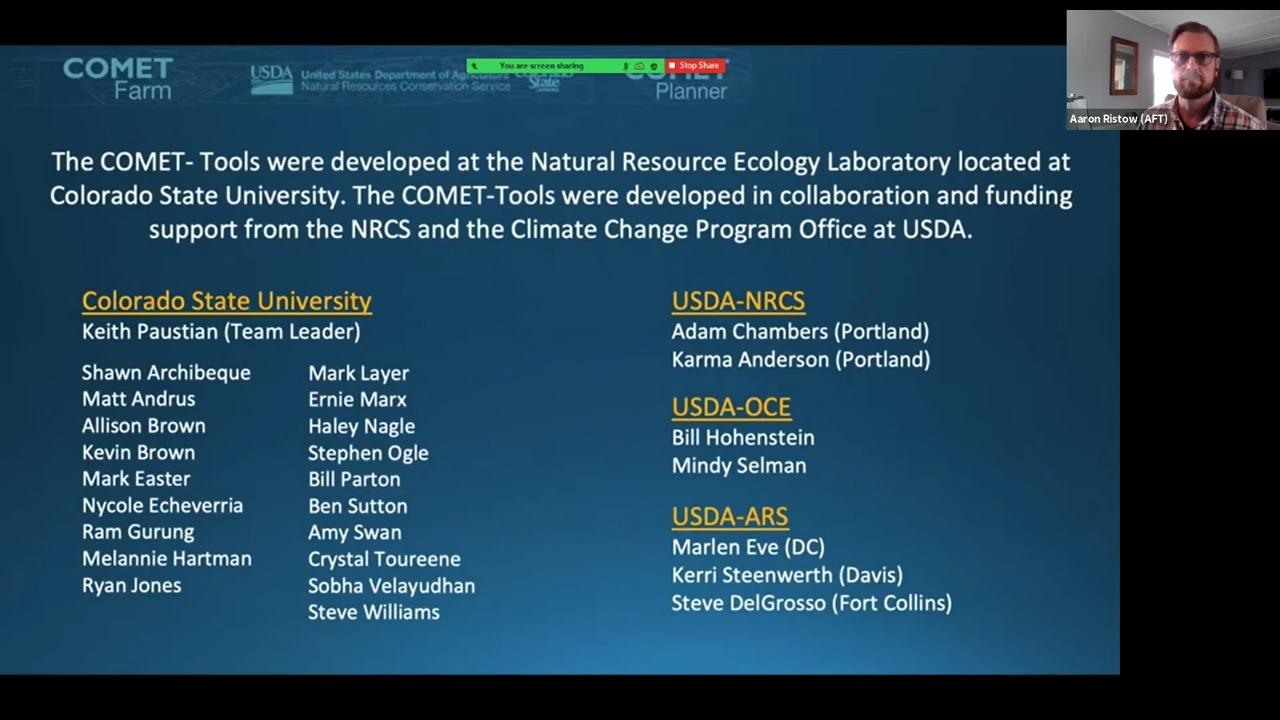 COMET
Farm
USDA
United States Department of Agriculture
Natural Resources Conservation Service
State
You are screen sharing
Stop Share
COMET
Planner
Aaron Ristow (AFT)
The COMET- Tools were developed at the Natural Resource Ecology Laboratory located at
Colorado State University. The COMET-Tools were developed in collaboration and funding
support from the NRCS and the Climate Change Program Office at USDA.
Colorado State University
Keith Paustian (Team Leader)
Shawn Archibeque
Matt Andrus
Allison Brown
Kevin Brown
Mark Easter
Nycole Echeverria
Ram Gurung
Melannie Hartman
Ryan Jones
Mark Layer
Ernie Marx
Haley Nagle
Stephen Ogle
Bill Parton
Ben Sutton
Amy Swan
Crystal Toureene
Sobha Velayudhan
Steve Williams
USDA-NRCS
Adam Chambers (Portland)
Karma Anderson (Portland)
USDA-OCE
Bill Hohenstein
Mindy Selman
USDA-ARS
Marlen Eve (DC)
Kerri Steenwerth (Davis)
Steve DelGrosso (Fort Collins)